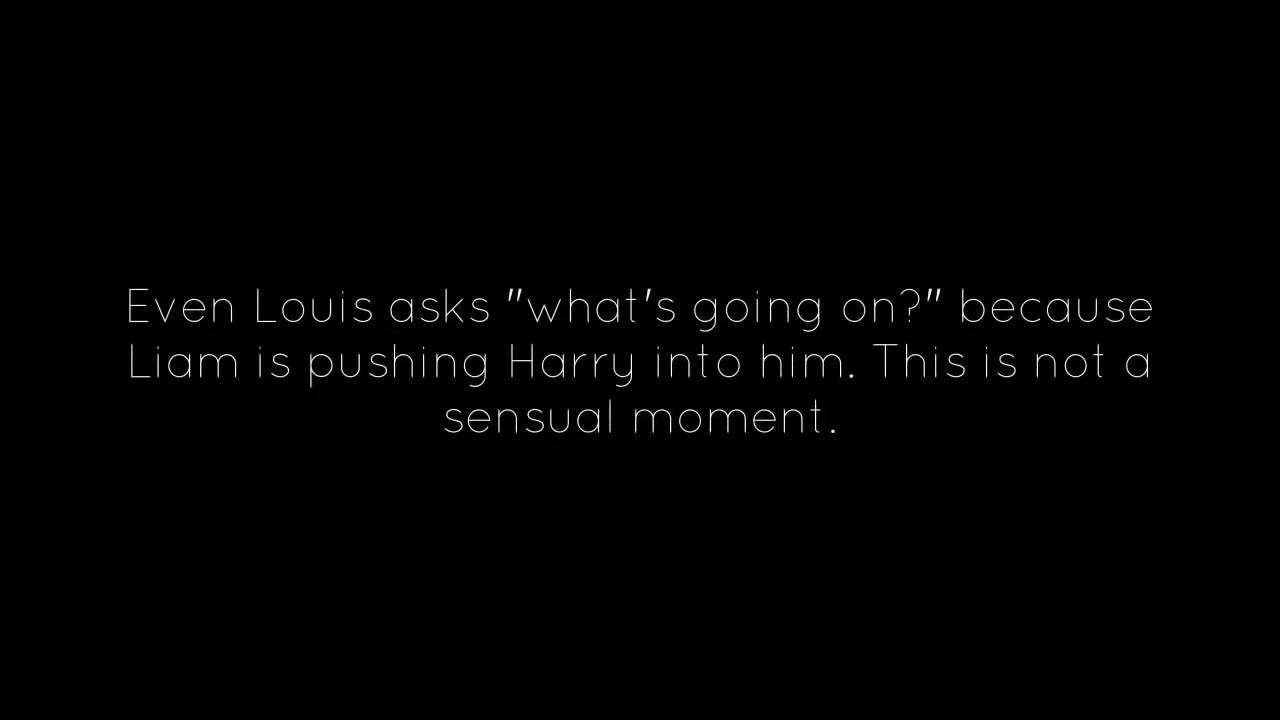 Even Louis asks "what's going on?" because
Liam is pushing Harry into him. This is not a
sensual moment.